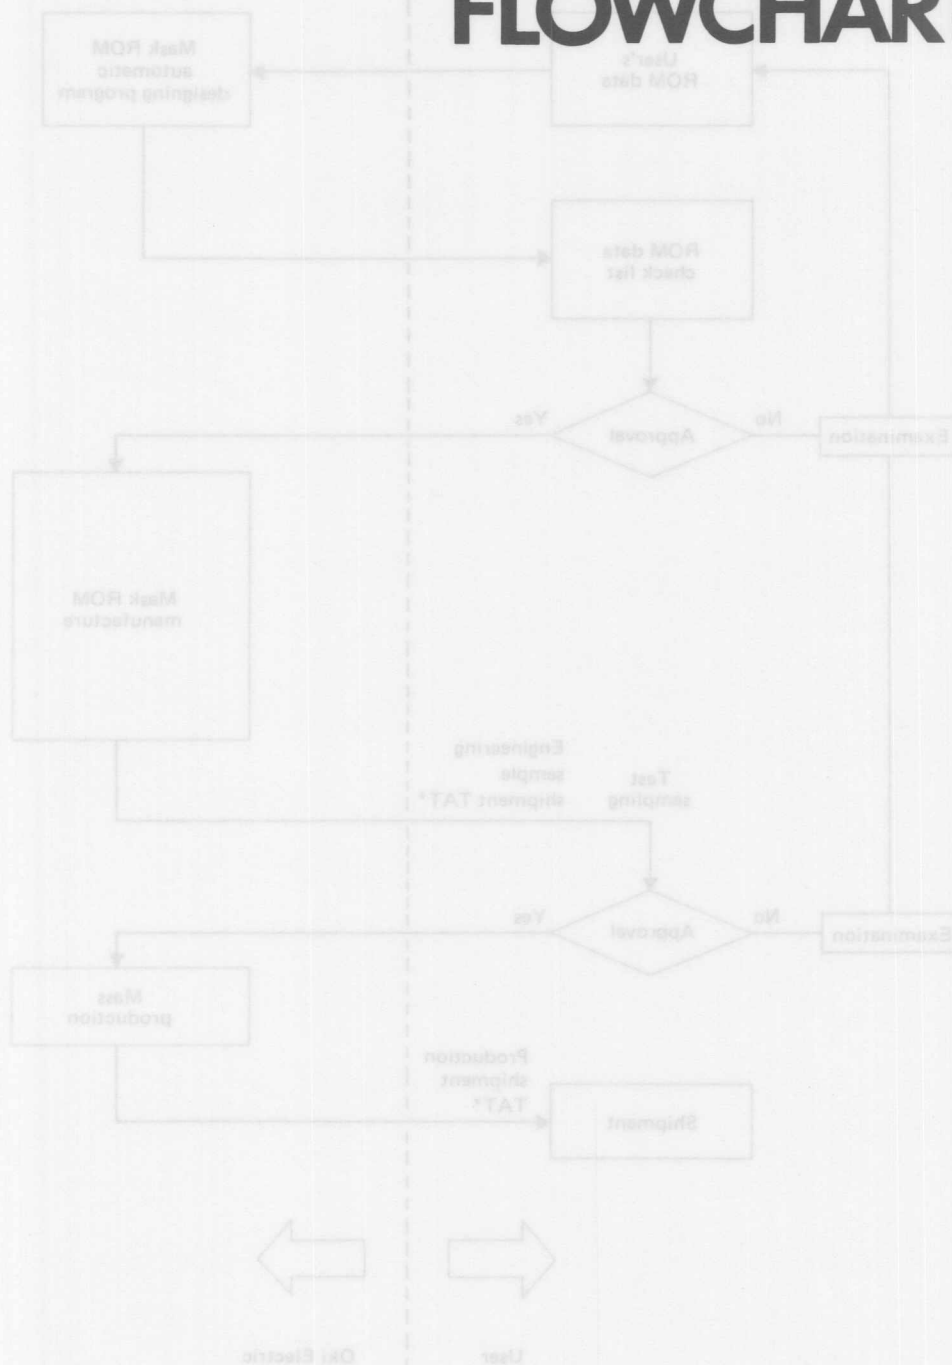 FLOWCHAR
Mask ROM
automatic
designing program
User's
ROM data
ROM data
check list
Yes
Approval
No
Examination
Mask ROM
manufacture
Engineering
sample
shipment TAT*
Test
sampling
Yes
Approval
No
Examination
Mass
production
Production
shipment
TAT*
Shipment
Oki Electric
User